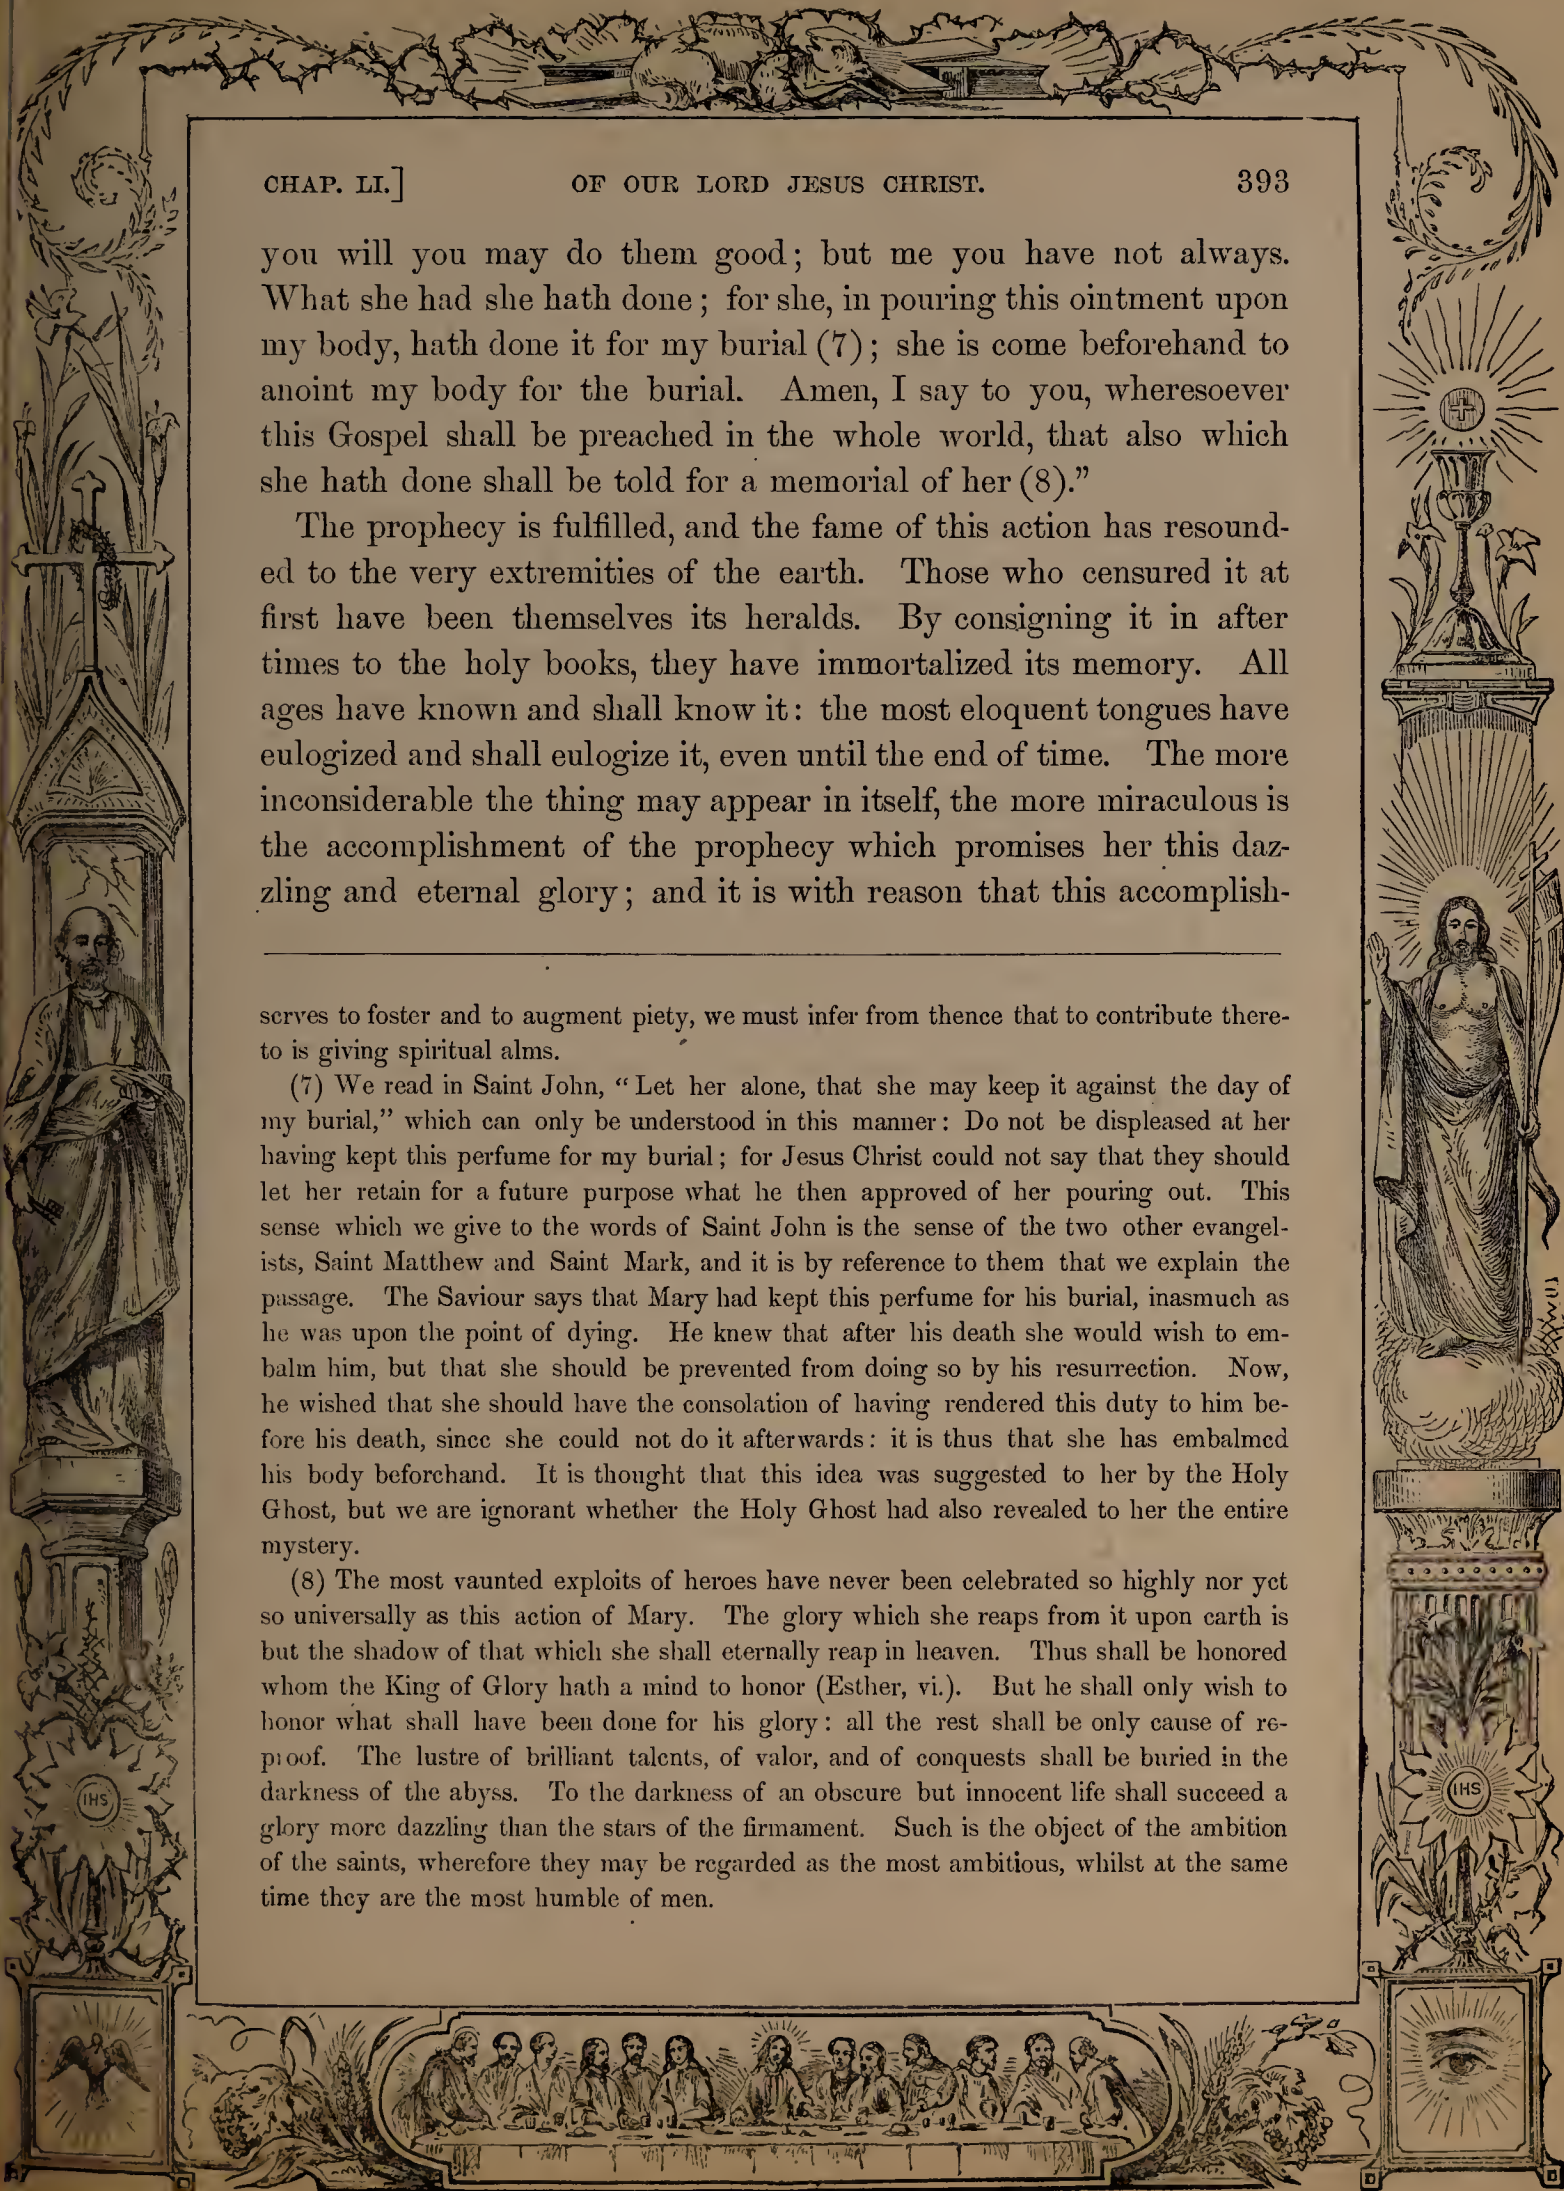 CHAP. LI.] OF OUR LORD JESUS CHRIST. 393
you will you may do them good; but me you have not always.
What she had she hath done; for she, in pouring this ointment upon
my body, hath done it for my burial (7); she is come beforehand to
anoint my body for the burial. Amen, I say to you, wheresoever
this Gospel shall be preached in the whole world, that also which
she hath done shall be told for a memorial of her (8).”
The prophecy is fulfilled, and the fame of this action has resound-
ed to the very extremities of the earth. Those who censured it at
first have been themselves its heralds. By consigning it in after
times to the holy books, they have immortalized its memory. All
ages have known and shall know it: the most eloquent tongues have
eulogized and shall eulogize it, even until the end of time. The more
inconsiderable the thing may appear in itself, the more miraculous is
the accomplishment of the prophecy which promises her this daz-
zling and eternal glory; and it is with reason that this accomplish-
serves to foster and to augment piety, we must infer from thence that to contribute there-
to is giving spiritual alms.
(7) We read in Saint John, “Let her alone, that she may keep it against the day of
my burial,” which can only be understood in this manner: Do not be displeased at her
having kept this perfume for my burial; for Jesus Christ could not say that they should
let her retain for a future purpose what he then approved of her pouring out. This
sense which we give to the words of Saint John is the sense of the two other evangel-
ists, Saint Matthew and Saint Mark, and it is by reference to them that we explain the
passage. The Saviour says that Mary had kept this perfume for his burial, inasmuch as
he was upon the point of dying. He knew that after his death she would wish to em-
balm him, but that she should be prevented from doing so by his resurrection. Now,
he wished that she should have the consolation of having rendered this duty to him be-
fore his death, since she could not do it afterwards: it is thus that she has embalmed
his body beforehand. It is thought that this idea was suggested to her by the Holy
Ghost, but we are ignorant whether the Holy Ghost had also revealed to her the entire
mystery.
(8) The most vaunted exploits of heroes have never been celebrated so highly nor yet
so universally as this action of Mary. The glory which she reaps from it upon earth is
but the shadow of that which she shall eternally reap in heaven. Thus shall be honored
whom the King of Glory hath a mind to honor (Esther, vi.). But he shall only wish to
honor what shall have been done for his glory: all the rest shall be only cause of re-
proof. The lustre of brilliant talents, of valor, and of conquests shall be buried in the
darkness of the abyss. To the darkness of an obscure but innocent life shall succeed a
glory more dazzling than the stars of the firmament. Such is the object of the ambition
of the saints, wherefore they may be regarded as the most ambitious, whilst at the same
time they are the most humble of men.
IHS
IHS